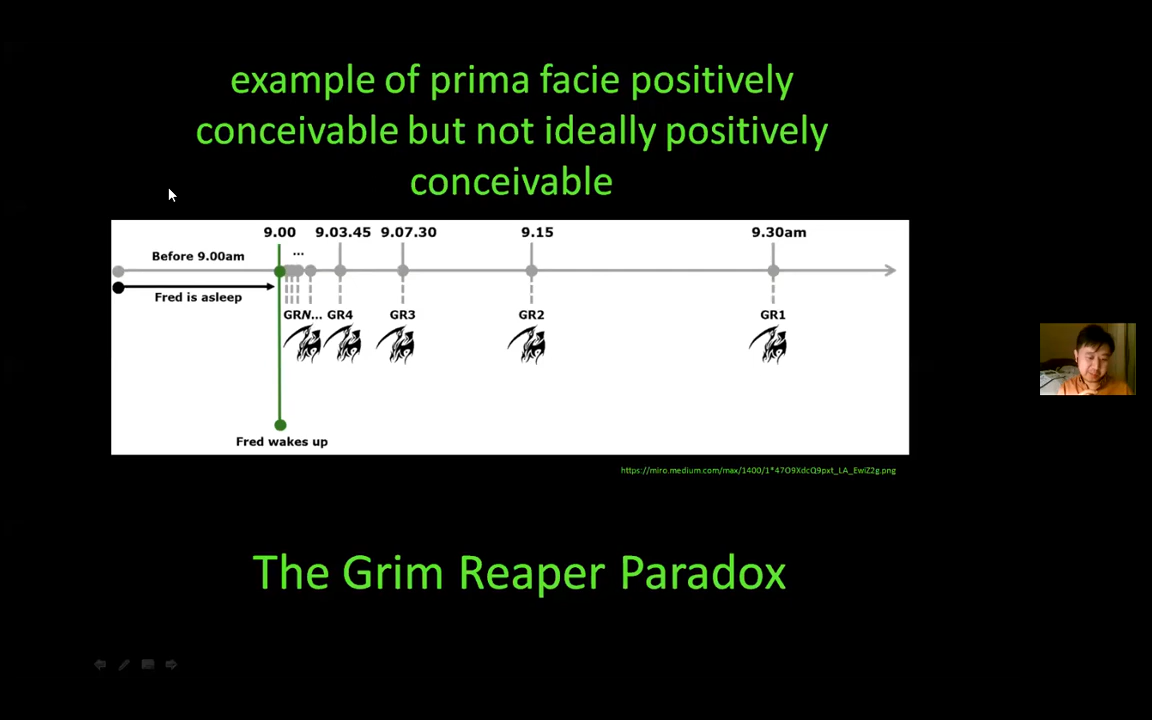 example of prima facie positively
conceivable but not ideally positively
conceivable
9.00 9.03.45 9.07.30 9.15 9.30am
...
Before 9.00am
Fred is asleep
GRN... GR4 GR3 GR2 GR1
Fred wakes up
https://miro.medium.com/max/1400/1*47O9XdcQ9pxt_LA_EwiZ2g.png
The Grim Reaper Paradox